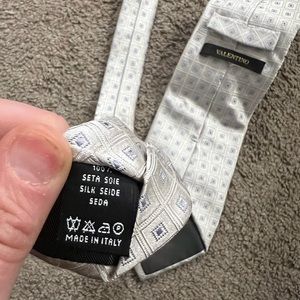 VALENTINO
100%
SETA SOIE
SILK SEIDE
SEDA
MADE IN ITALY